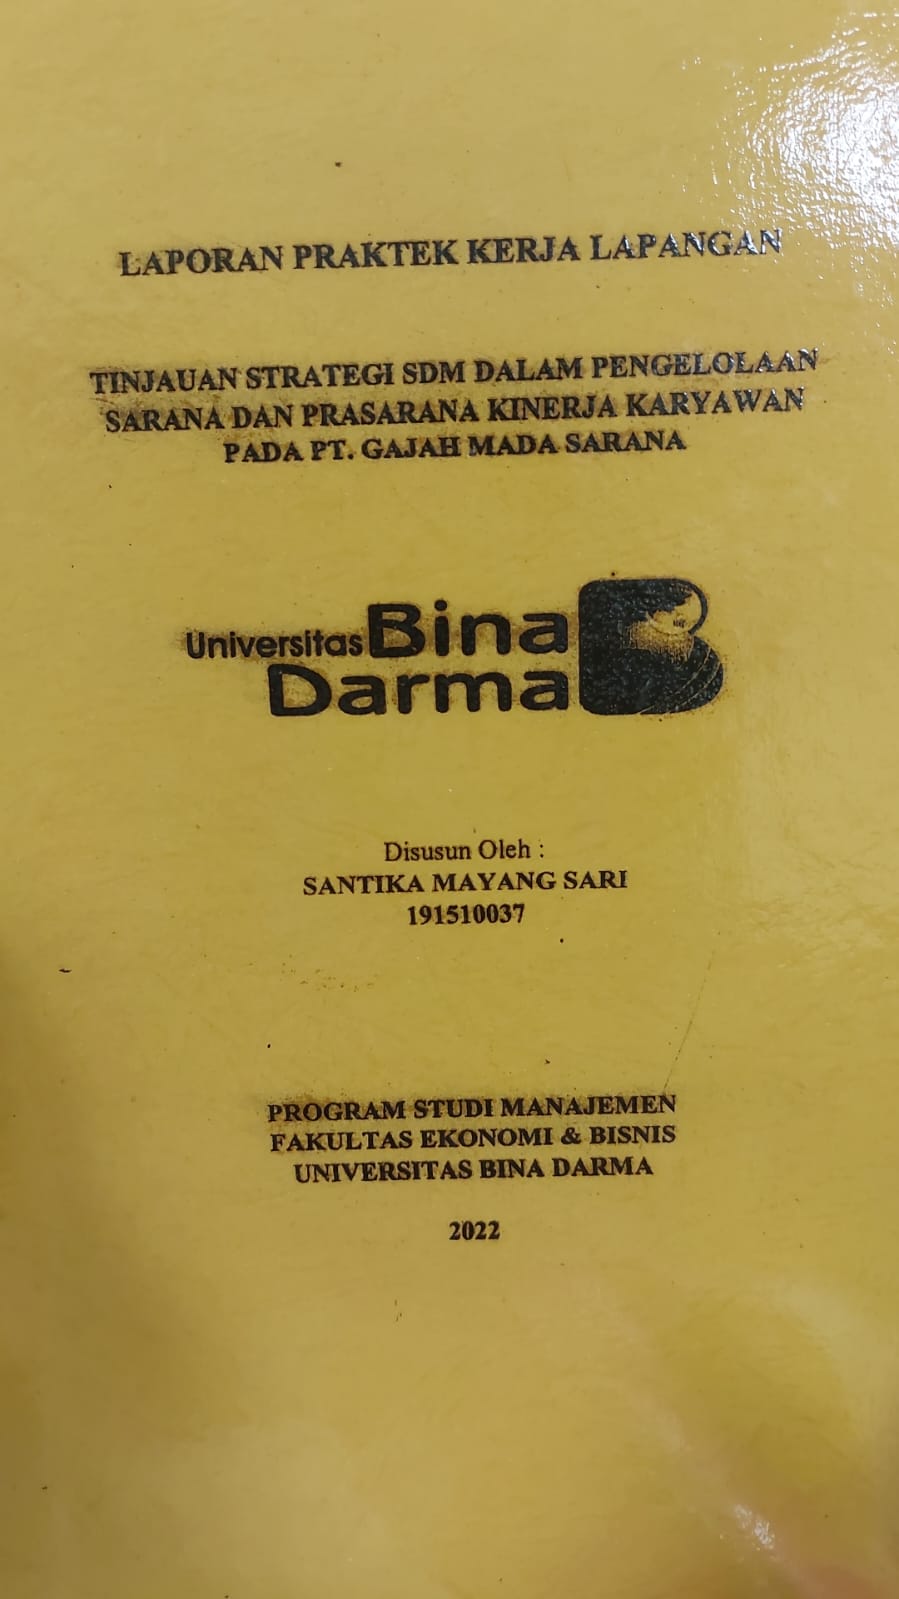 LAPORAN PRAKTEK KERJA LAPANGAN
TINJAUAN STRATEGI SDM DALAM PENGELOLAAN
SARANA DAN PRASARANA KINERJA KARYAWAN
PADA PT. GAJAH MADA SARANA
Universitas Bina
Darma
Disusun Oleh :
SANTIKA MAYANG SARI
191510037
PROGRAM STUDI MANAJEMEN
FAKULTAS EKONOMI & BISNIS
UNIVERSITAS BINA DARMA
2022